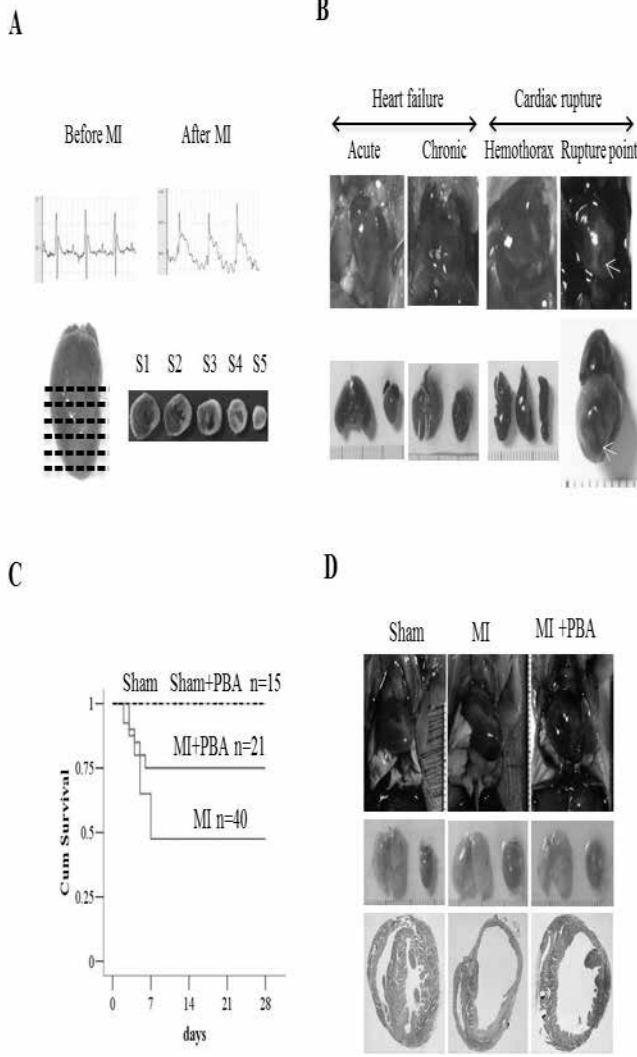 A
Before MI After MI
S1 S2 S3 S4 S5
B
Heart failure Cardiac rupture
Acute Chronic Hemothorax Rupture point
C
Sham Sham+PBA n=15
MI+PBA n=21
MI n=40
Cum Survival
1
0.75
0.5
0.25
0
0 7 14 21 28
days
D
Sham MI MI +PBA